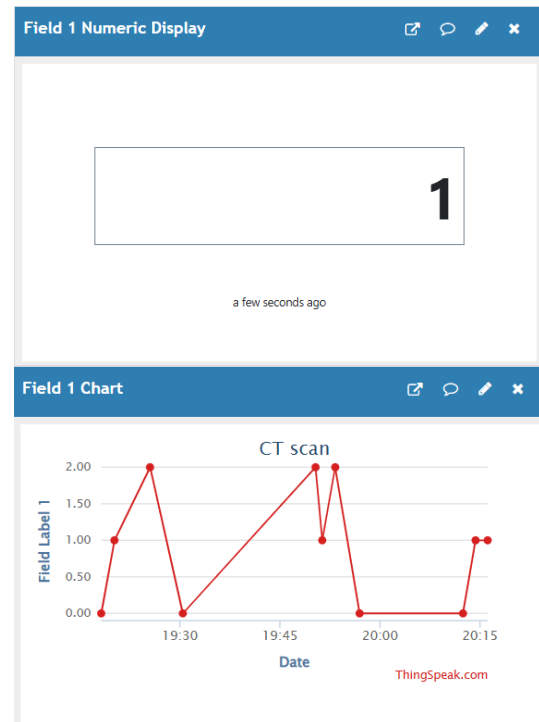 Field 1 Numeric Display
1
a few seconds ago
Field 1 Chart
CT scan
2.00
1.50
1.00
0.50
0.00
Field Label 1
19:30 19:45 20:00 20:15
Date
ThingSpeak.com